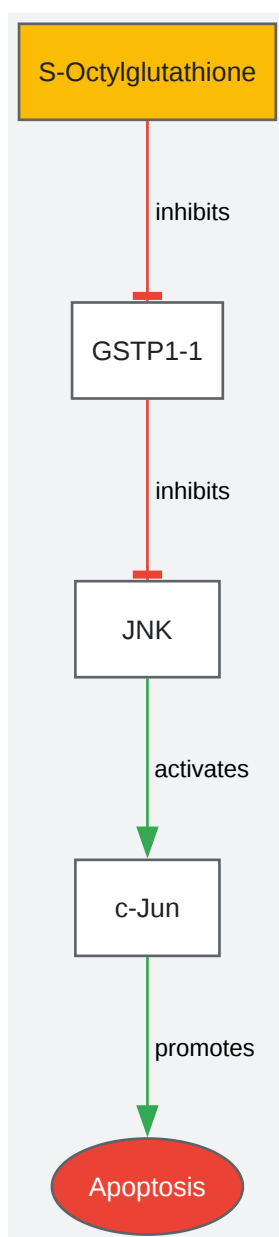 S-Octylglutathione
inhibits
GSTP1-1
inhibits
JNK
activates
c-Jun
promotes
Apoptosis